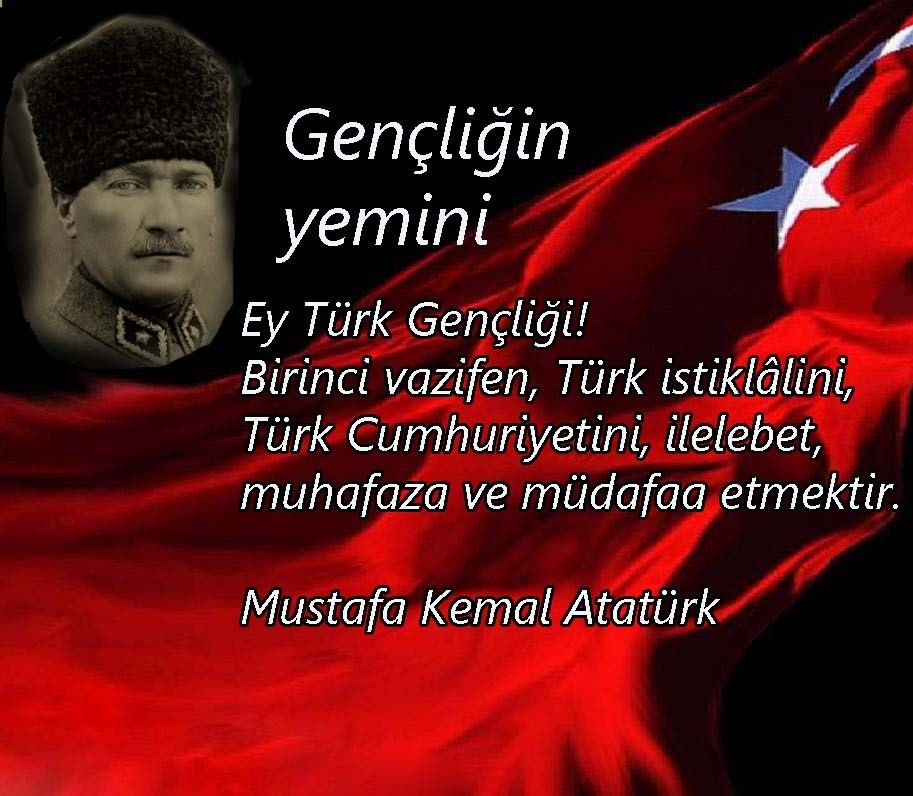 Gençliğin
yemini
Ey Türk Gençliği!
Birinci vazifen, Türk istiklâlini,
Türk Cumhuriyetini, ilelebet,
muhafaza ve müdafaa etmektir.
Mustafa Kemal Atatürk